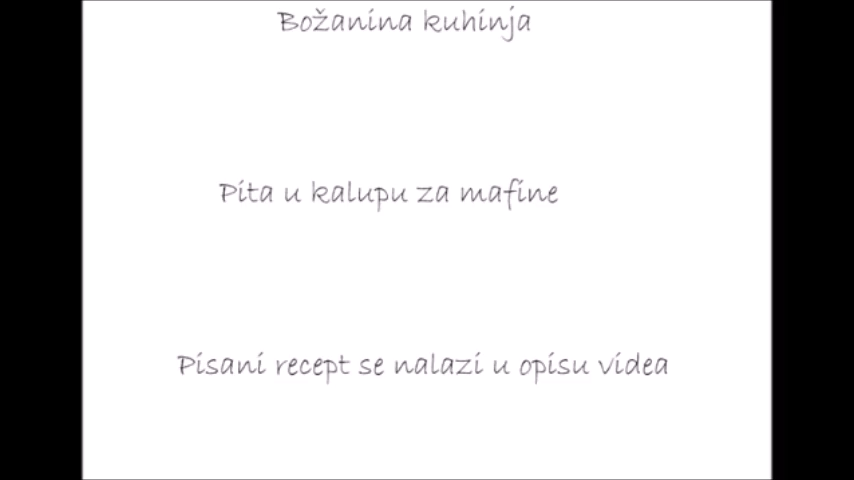 Božanina kuhinja
Pita u kalupu za mafine
Pisani recept se nalazi u opisu videa